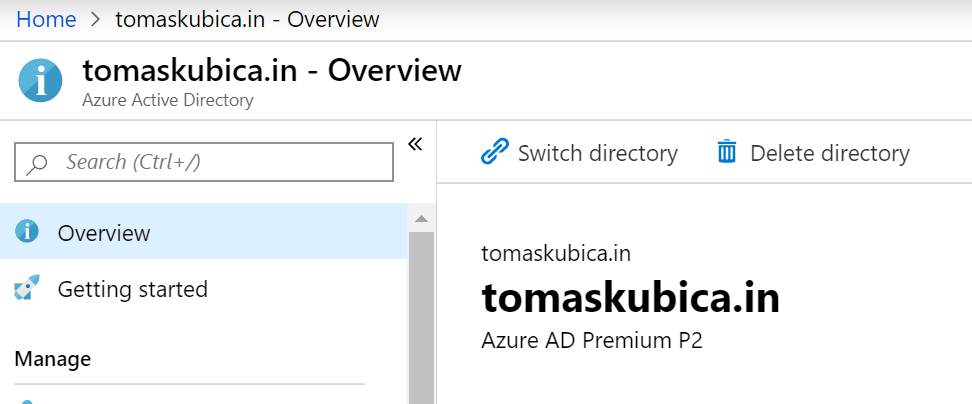 Home > tomaskubica.in - Overview
tomaskubica.in - Overview
Azure Active Directory
Search (Ctrl+/)
«
Switch directory
Delete directory
Overview
Getting started
Manage
tomaskubica.in
tomaskubica.in
Azure AD Premium P2